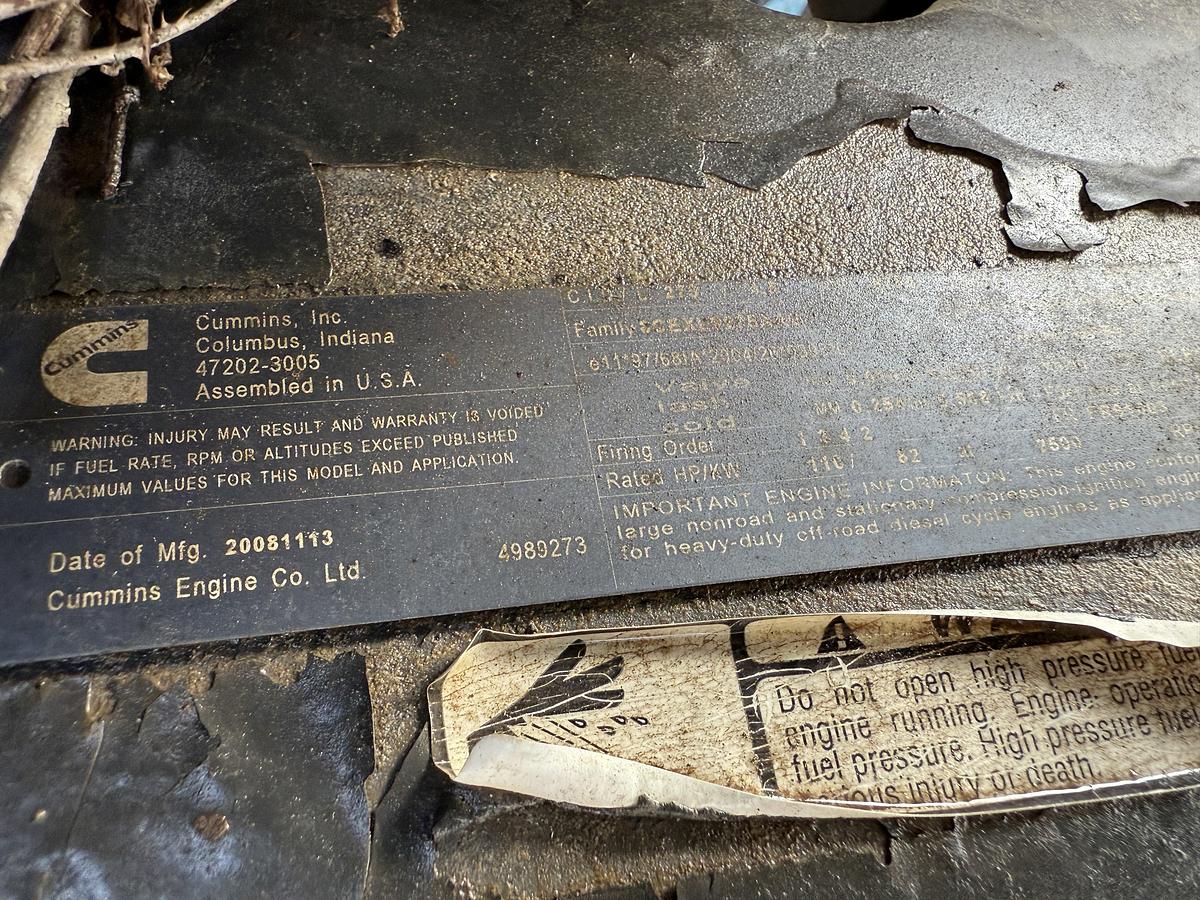 Cummins
Cummins, Inc.
Columbus, Indiana
47202-3005
Assembled in U.S.A.
WARNING: INJURY MAY RESULT AND WARRANTY IS VOIDED
IF FUEL RATE, RPM OR ALTITUDES EXCEED PUBLISHED
MAXIMUM VALUES FOR THIS MODEL AND APPLICATION.
Date of Mfg. 20081113
Cummins Engine Co. Ltd.
4989273
Family
Valve
lash
cold
Firing Order 1 3 4 2
Rated HP/KW 110/ 82 at 2500
IMPORTANT ENGINE INFORMATON: This engine
large nonroad and stationary compression-ignition
for heavy-duty off-road diesel cycle engines as
Do not open high pressure
engine running. Engine
fuel pressure. High pressure
injury or death.